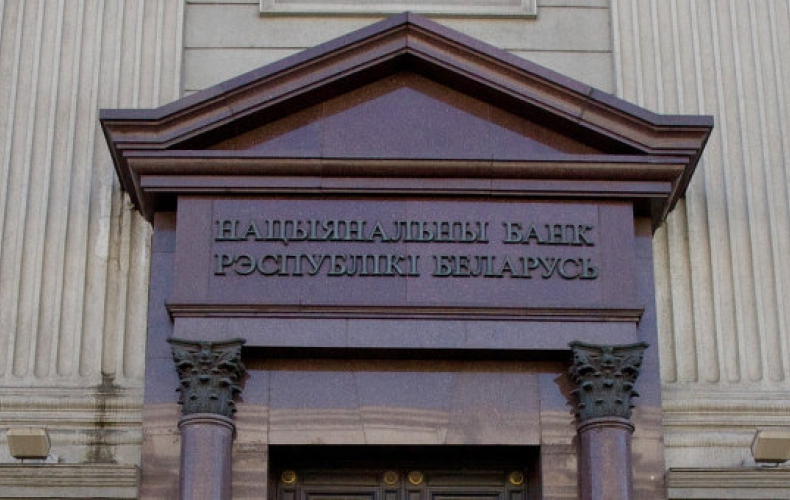 НАЦЫЯНАЛЬНЫ БАНК
РЭСПУБЛІКІ БЕЛАРУСЬ